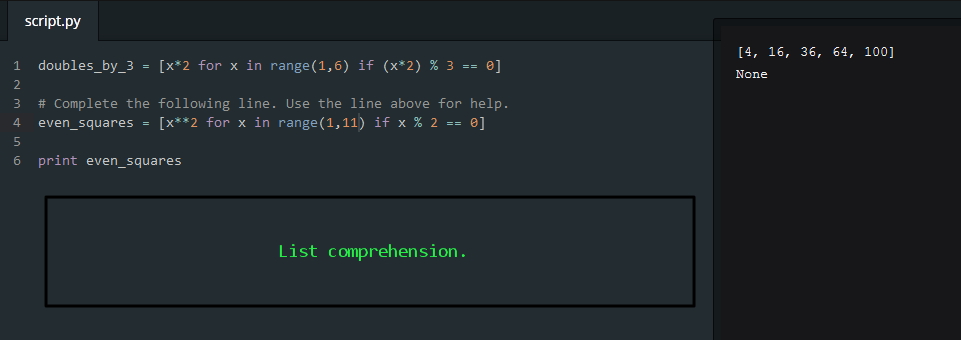 script.py
1 doubles_by_3 = [x*2 for x in range(1,6) if (x*2) % 3 == 0]
2
3 # Complete the following line. Use the line above for help.
4 even_squares = [x**2 for x in range(1,11) if x % 2 == 0]
5
6 print even_squares
List comprehension.
[4, 16, 36, 64, 100]
None